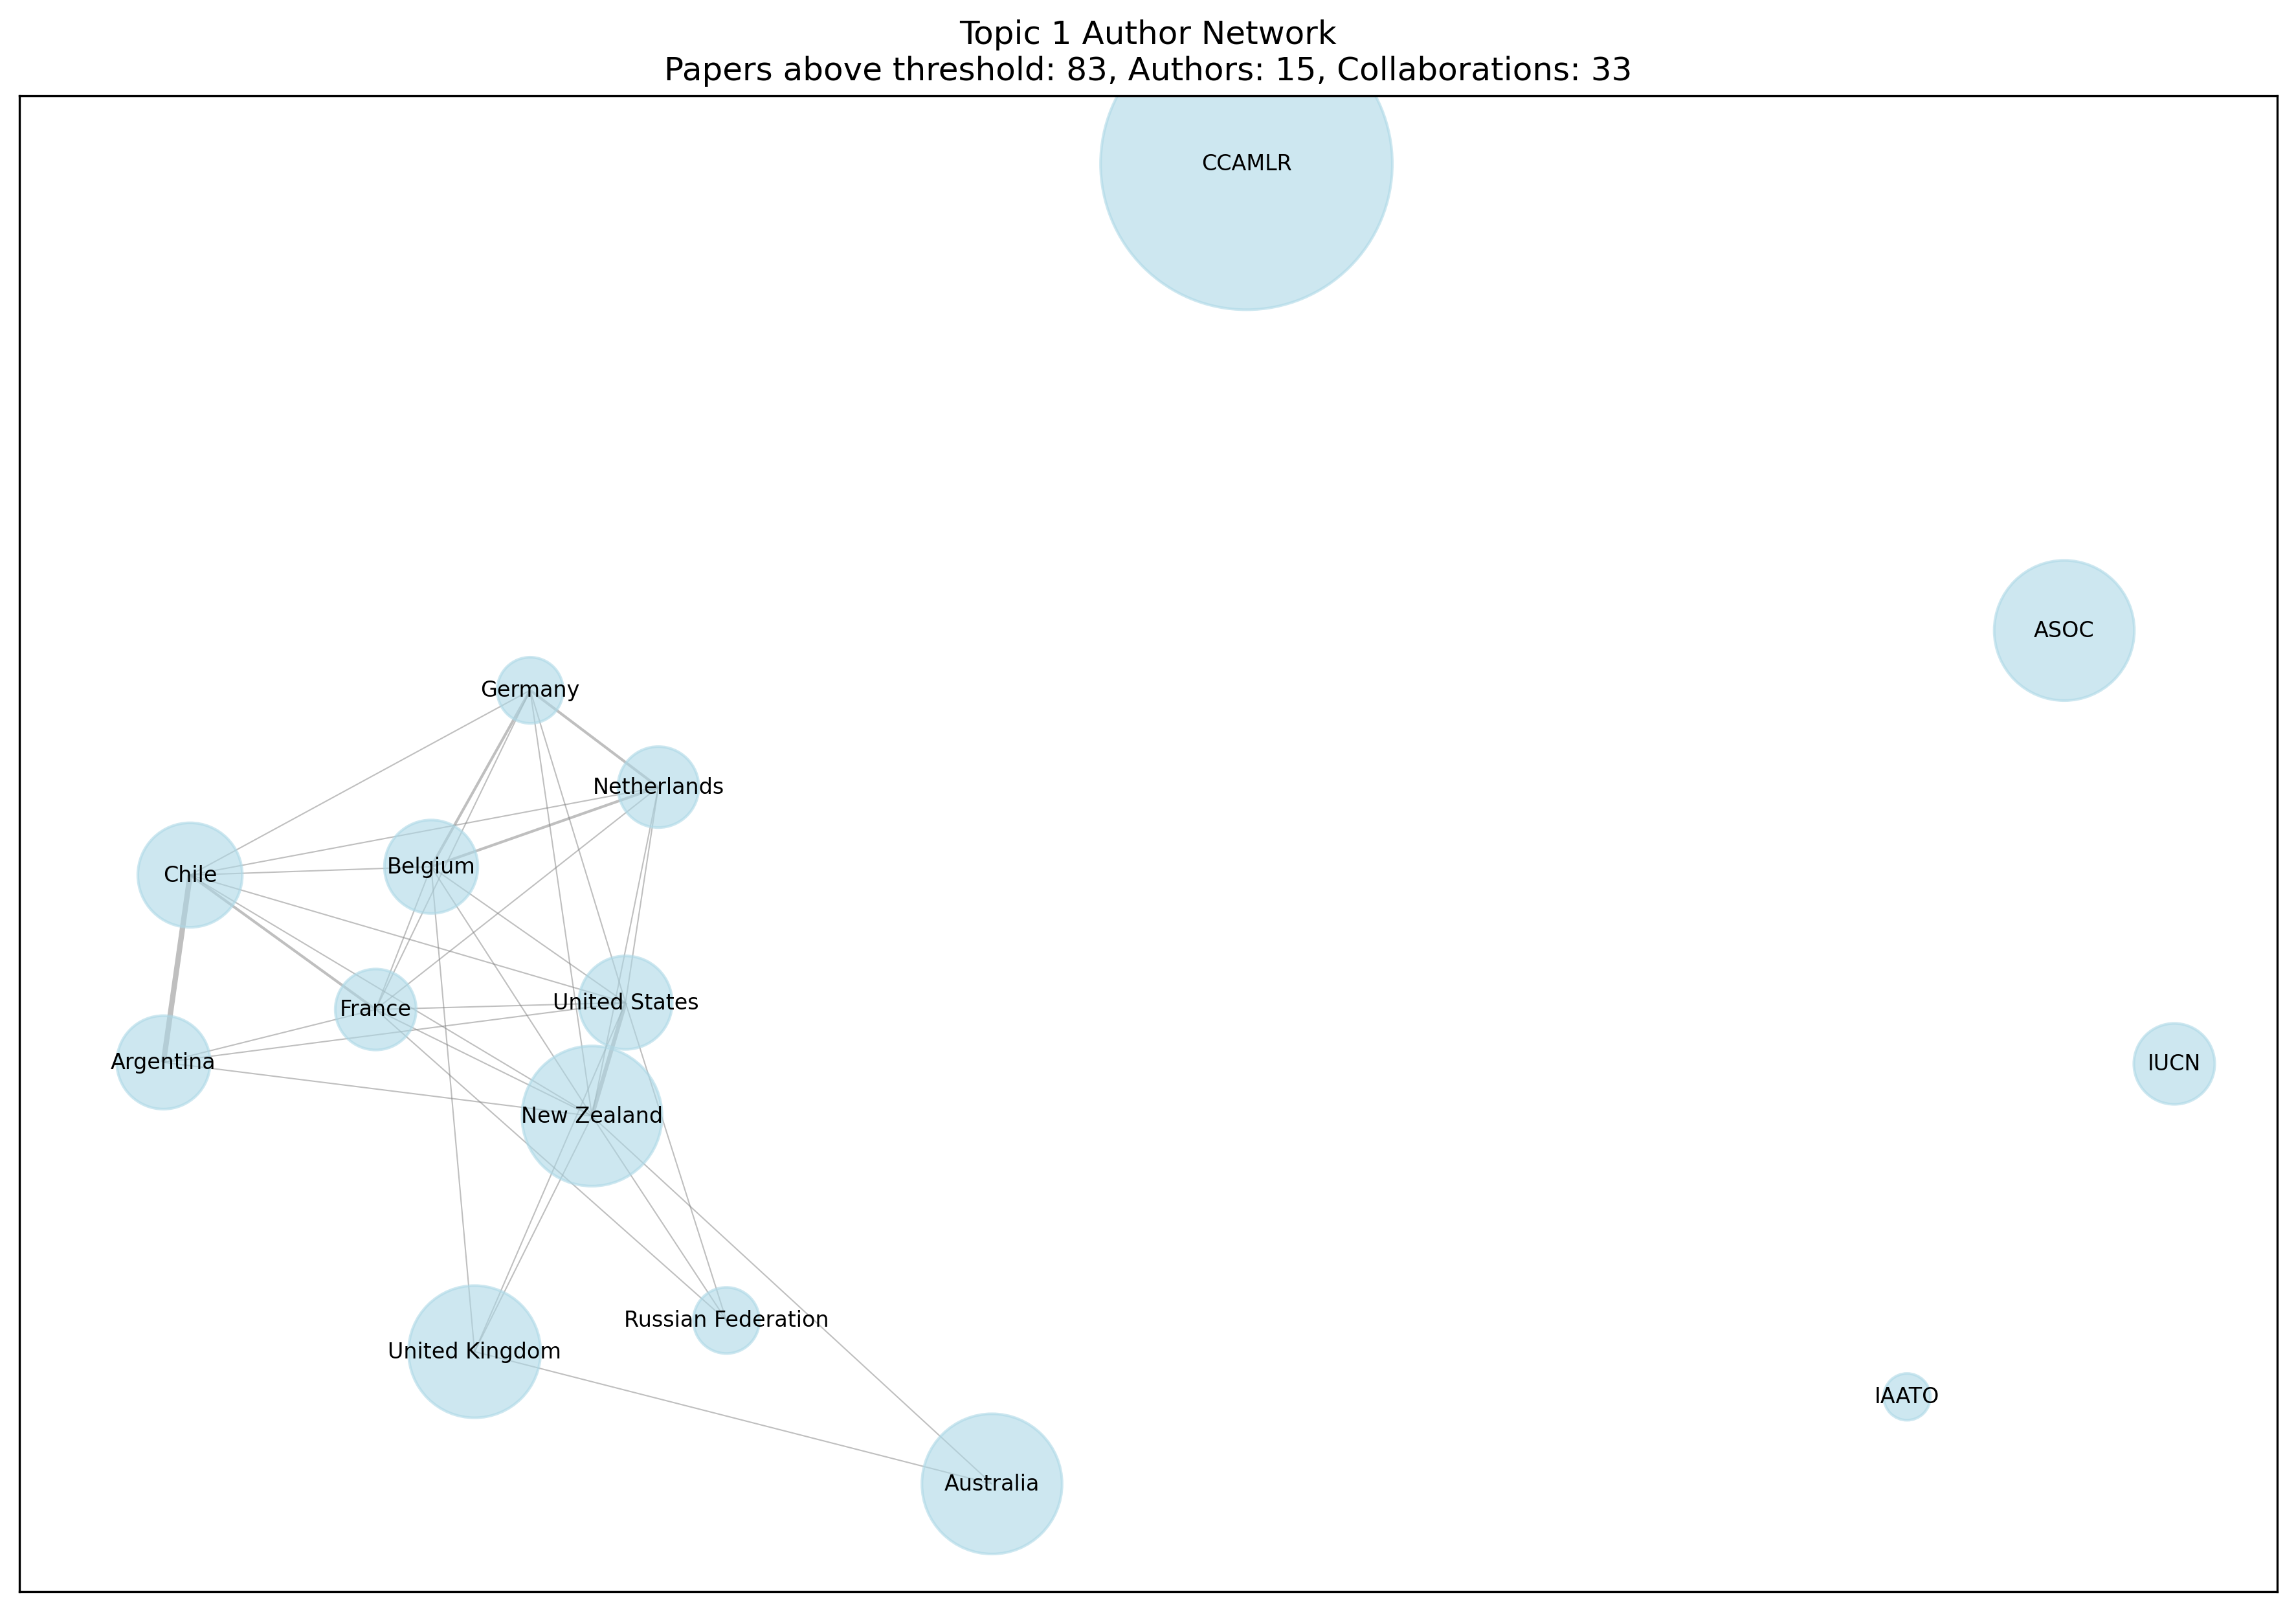 Topic 1 Author Network
Papers above threshold: 83, Authors: 15, Collaborations: 33
CCAMLR
ASOC
Germany
Netherlands
Belgium
Chile
United States
France
Argentina
IUCN
New Zealand
Russian Federation
United Kingdom
IAATO
Australia